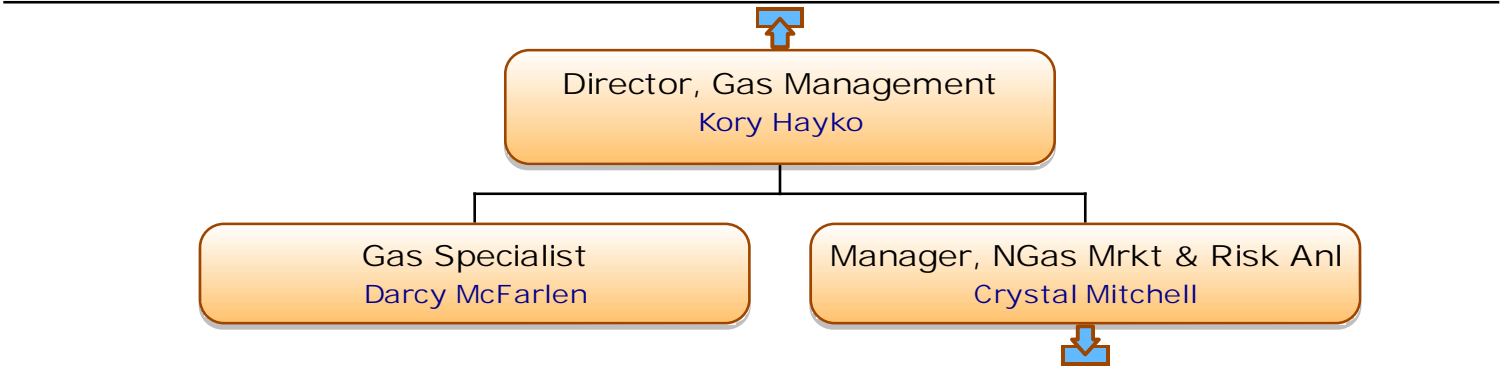 Director, Gas Management
Kory Hayko
Gas Specialist
Darcy McFarlen
Manager, NGas Mrkt & Risk Anl
Crystal Mitchell